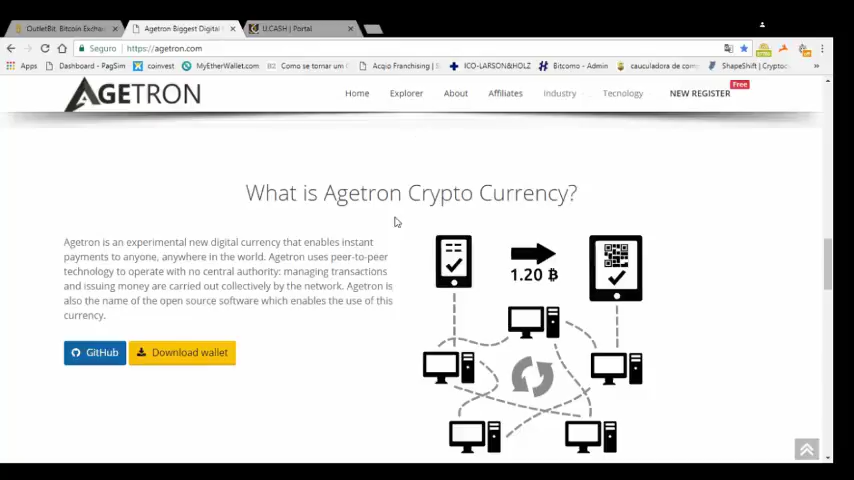 OutletBit: Bitcoin Excha
Agetron Biggest Digital
U.CASH | Portal
Seguro
https://agetron.com
Apps
Dashboard - PagSim
coinvest
MyEtherWallet.com
Como se tornar um f
Acqio Franchising | S
ICO-LARSON&HOLZ
Bitcomo - Admin
cauculadora de comis
ShapeShift | Cryptoc
»
AGETRON
Home
Explorer
About
Affiliates
Industry
Tecnology
NEW REGISTER
Free
What is Agetron Crypto Currency?
Agetron is an experimental new digital currency that enables instant
payments to anyone, anywhere in the world. Agetron uses peer-to-peer
technology to operate with no central authority: managing transactions
and issuing money are carried out collectively by the network. Agetron is
also the name of the open source software which enables the use of this
currency.
GitHub
Download wallet
1.20 ₿